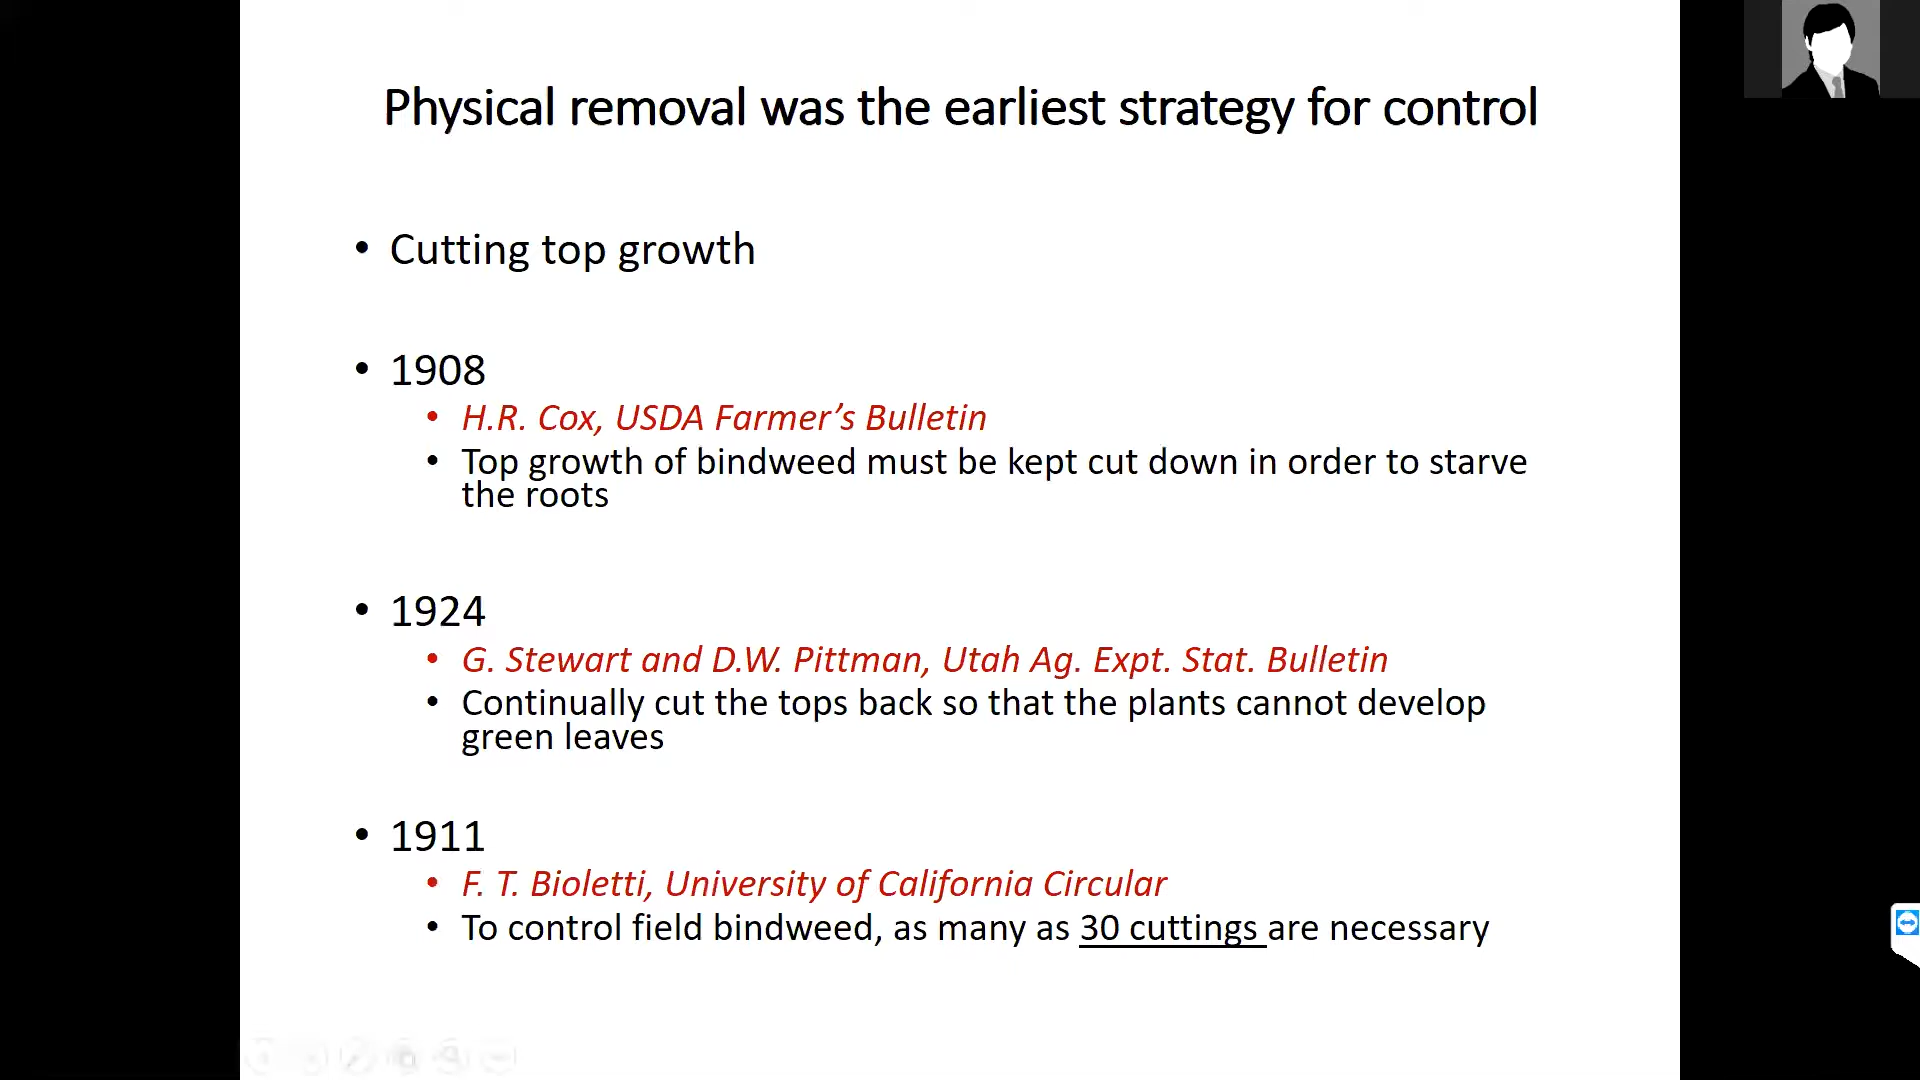 Physical removal was the earliest strategy for control
• Cutting top growth
• 1908
• H.R. Cox, USDA Farmer’s Bulletin
• Top growth of bindweed must be kept cut down in order to starve
the roots
• 1924
• G. Stewart and D.W. Pittman, Utah Ag. Expt. Stat. Bulletin
• Continually cut the tops back so that the plants cannot develop
green leaves
• 1911
• F. T. Bioletti, University of California Circular
• To control field bindweed, as many as 30 cuttings are necessary